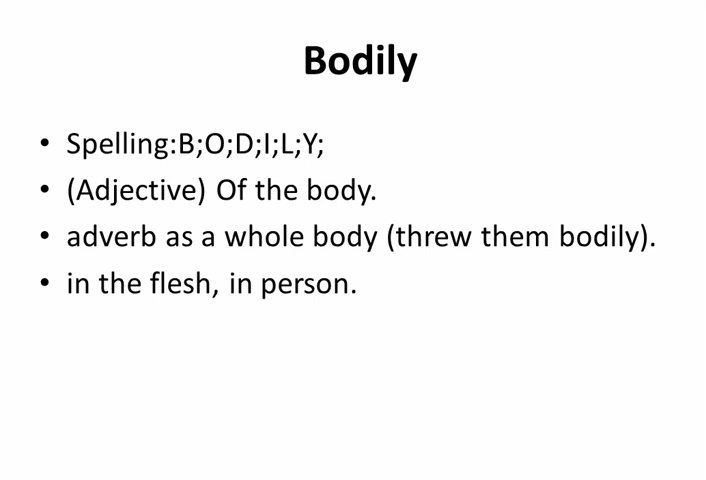 Bodily
• Spelling:B;O;D;I;L;Y;
• (Adjective) Of the body.
• adverb as a whole body (threw them bodily).
• in the flesh, in person.